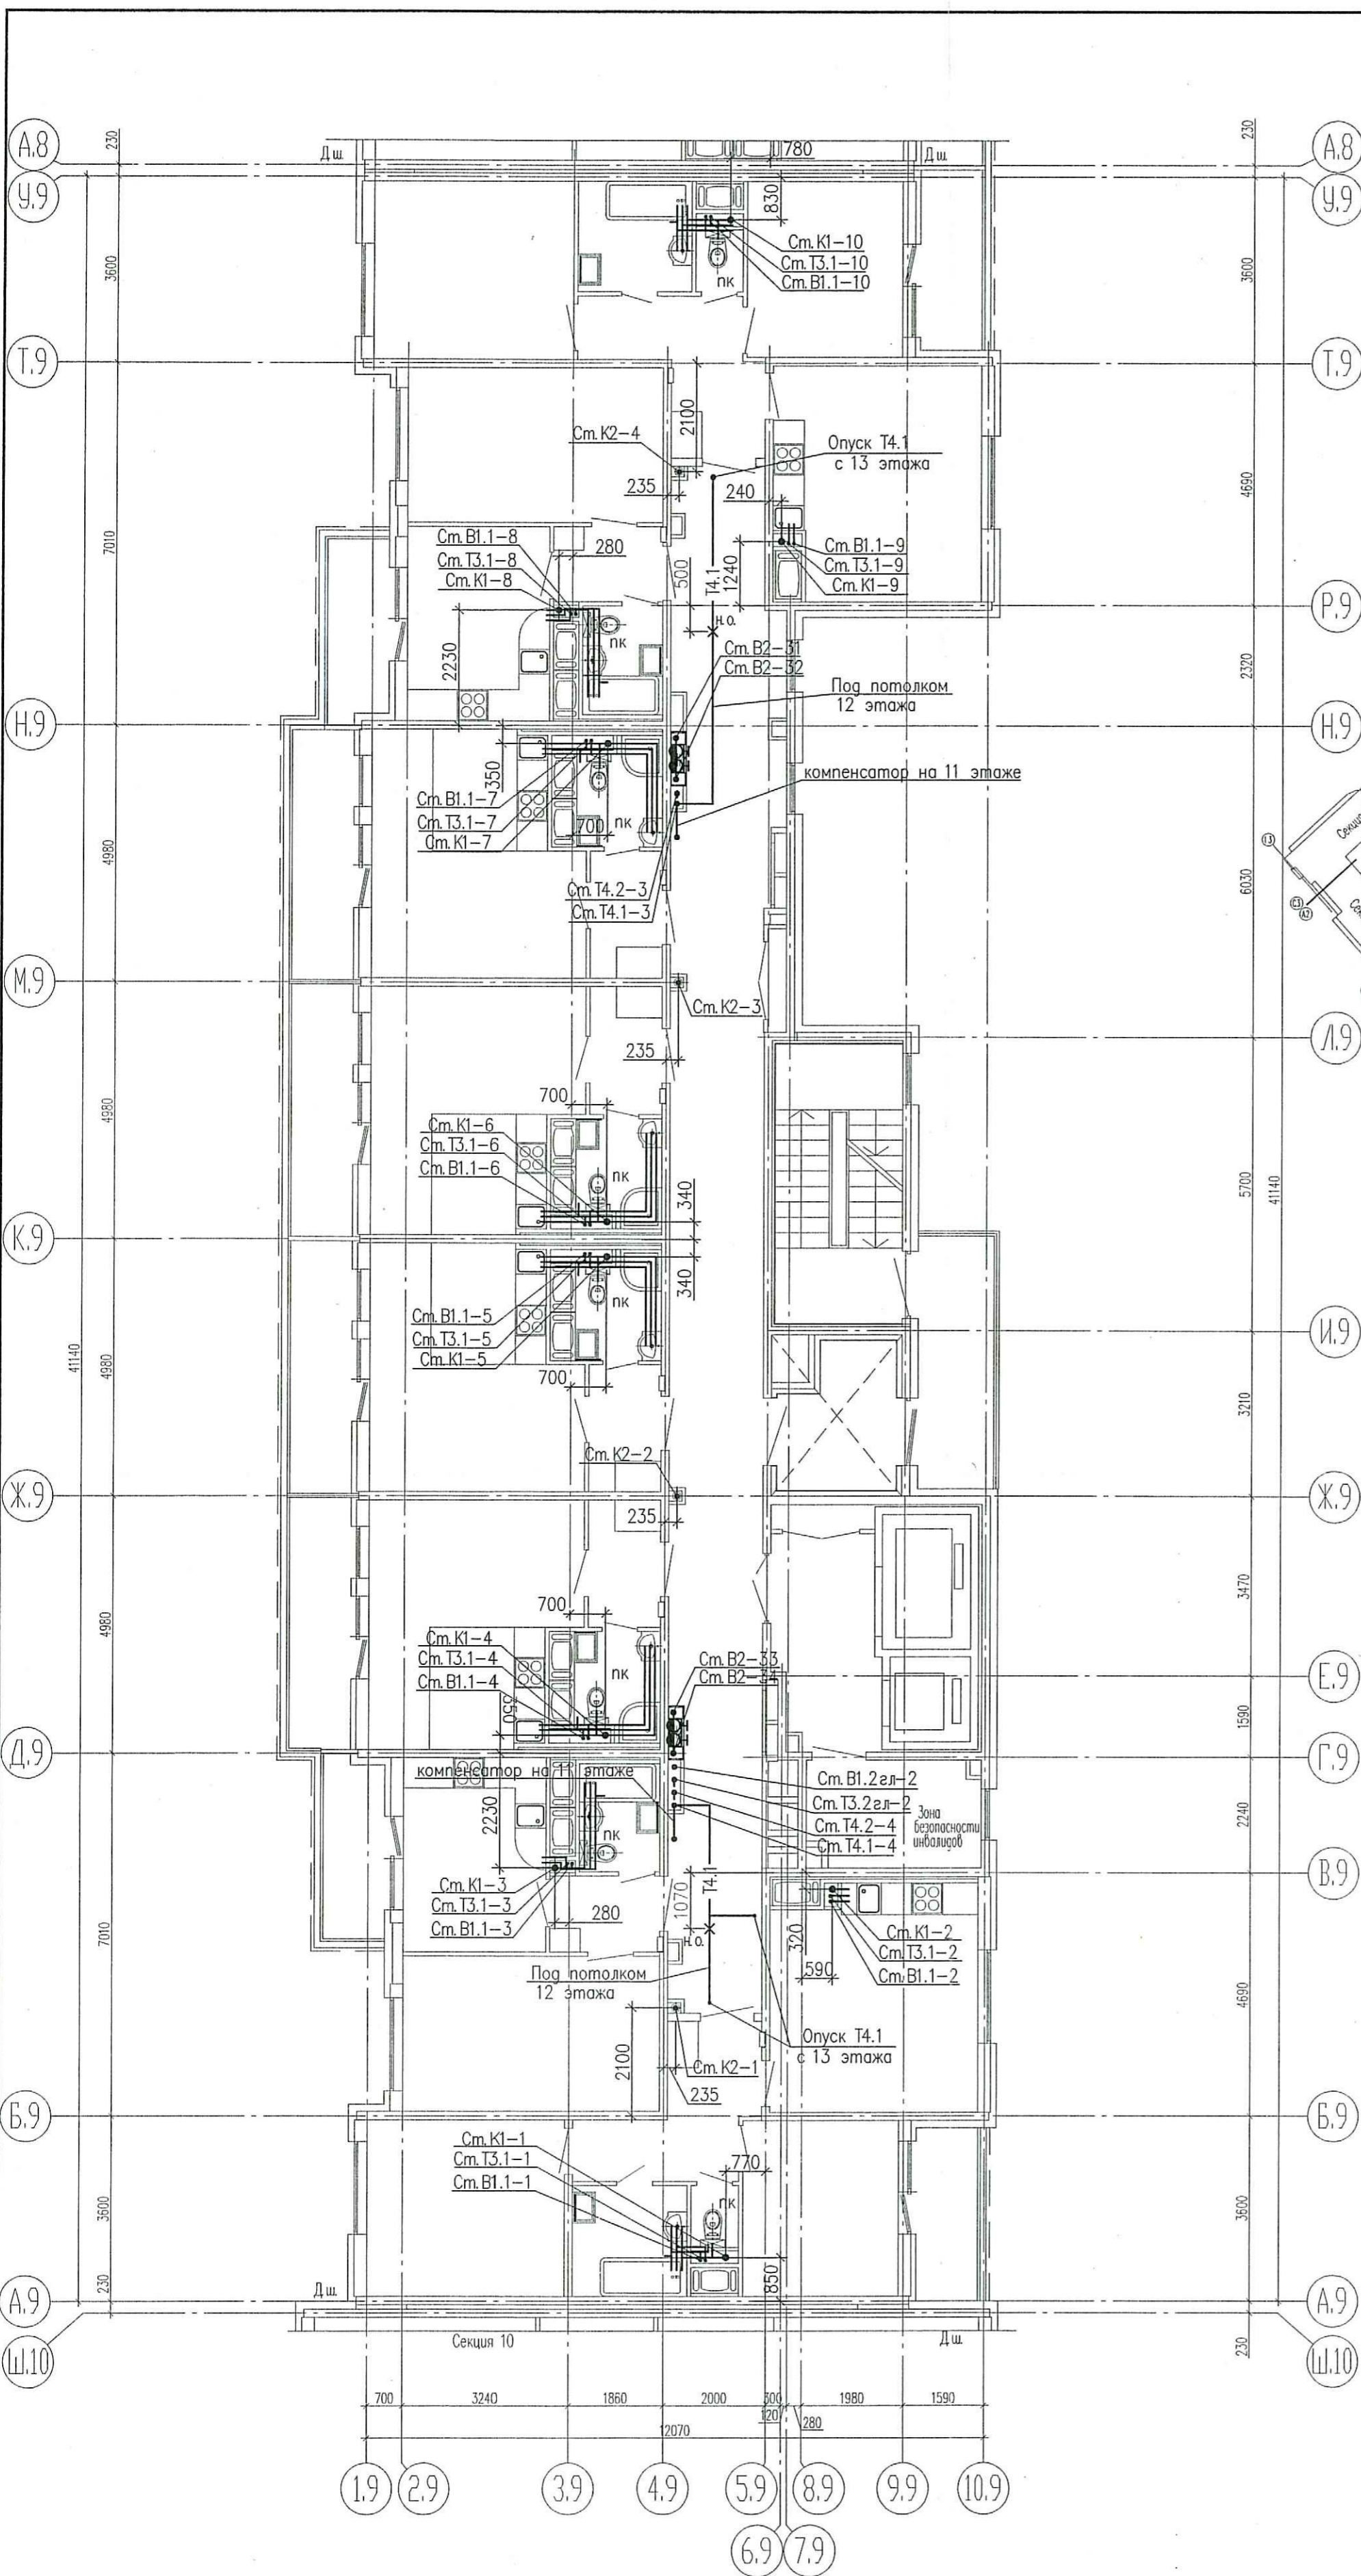 А.8
230
Д.ш.
780
Д.ш.
230
А.8
У.9
830
У.9
Ст. К1-10
Ст. Т3.1-10
Ст. В1.1-10
пк
3600
3600
Т.9
Т.9
2100
Ст. К2-4
Опуск Т4.1
с 13 этажа
235
240
4690
7010
Ст. В1.1-8
Ст. Т3.1-8
Ст. К1-8
280
500
Т4.1
1240
Ст. В1.1-9
Ст. Т3.1-9
Ст. К1-9
Р.9
2230
пк
н.о.
Ст. В2-31
Ст. В2-32
2320
Под потолком
12 этажа
Н.9
Н.9
350
компенсатор на 11 этаже
Ст. В1.1-7
Ст. Т3.1-7
Ст. К1-7
700
пк
4980
6030
Ст. Т4.2-3
Ст. Т4.1-3
М.9
Ст. К2-3
Л.9
235
4980
700
Ст. К1-6
Ст. Т3.1-6
Ст. В1.1-6
пк
340
5700
41140
К.9
340
Ст. В1.1-5
Ст. Т3.1-5
Ст. К1-5
пк
И.9
41140
4980
700
3210
Ст. К2-2
Ж.9
Ж.9
235
3470
4980
700
Ст. К1-4
Ст. Т3.1-4
Ст. В1.1-4
пк
350
Ст. В2-33
Ст. В2-34
Е.9
1590
Д.9
Г.9
компенсатор на 11 этаже
Ст. В1.2гл-2
Ст. Т3.2гл-2
Ст. Т4.2-4
Ст. Т4.1-4
Зона
безопасности
инвалидов
2230
пк
2240
Т4.1
В.9
Ст. К1-3
Ст. Т3.1-3
Ст. В1.1-3
280
1070
н.о.
320
590
Ст. К1-2
Ст. Т3.1-2
Ст. В1.1-2
7010
4690
Под потолком
12 этажа
2100
Опуск Т4.1
с 13 этажа
Ст. К2-1
235
Б.9
Б.9
Ст. К1-1
Ст. Т3.1-1
Ст. В1.1-1
770
пк
3600
3600
850
230
Д.ш.
А.9
А.9
Секция 10
Д.ш.
230
Ш.10
Ш.10
700
3240
1860
2000
300
120
280
1980
1590
12070
1.9
2.9
3.9
4.9
5.9
8.9
9.9
10.9
6.9
7.9